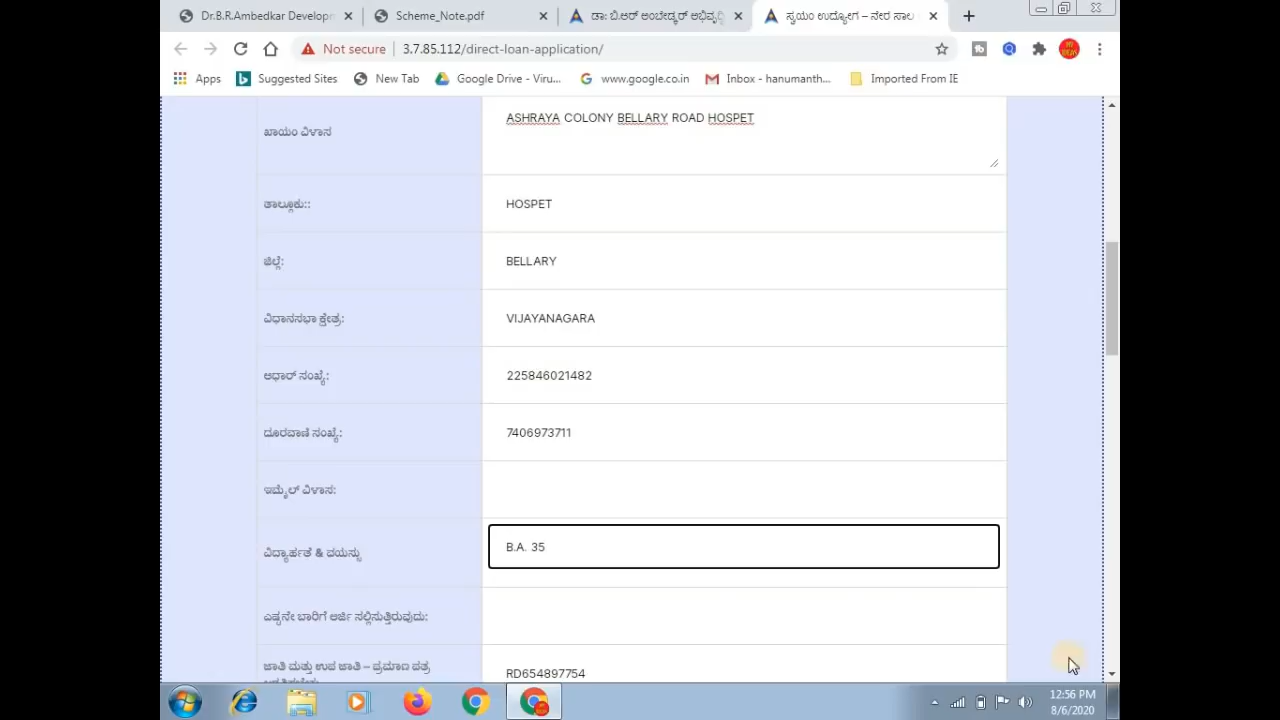 Dr.B.R.Ambedkar Developm
Scheme_Note.pdf
ಡಾ: ಬಿ.ಆರ್ ಅಂಬೇಡ್ಕರ್ ಅಭಿವೃದ್ಧಿ
ಸ್ವಯಂ ಉದ್ಯೋಗ – ನೇರ ಸಾಲ
Not secure | 3.7.85.112/direct-loan-application/
Apps Suggested Sites New Tab Google Drive - Viru... www.google.co.in Inbox - hanumanth... Imported From IE
ಖಾಯಂ ವಿಳಾಸ
ASHRAYA COLONY BELLARY ROAD HOSPET
ತಾಲ್ಲೂಕು:: HOSPET
ಜಿಲ್ಲೆ: BELLARY
ವಿಧಾನಸಭಾ ಕ್ಷೇತ್ರ: VIJAYANAGARA
ಆಧಾರ್ ಸಂಖ್ಯೆ: 225846021482
ದೂರವಾಣಿ ಸಂಖ್ಯೆ: 7406973711
ಇಮೈಲ್ ವಿಳಾಸ:
ವಿದ್ಯಾರ್ಹತೆ & ವಯಸ್ಸು B.A. 35
ಎಷ್ಟನೇ ಬಾರಿಗೆ ಅರ್ಜಿ ಸಲ್ಲಿಸುತ್ತಿರುವುದು:
ಜಾತಿ ಮತ್ತು ಉಪ ಜಾತಿ – ಪ್ರಮಾಣ ಪತ್ರ
RD654897754
12:56 PM
8/6/2020